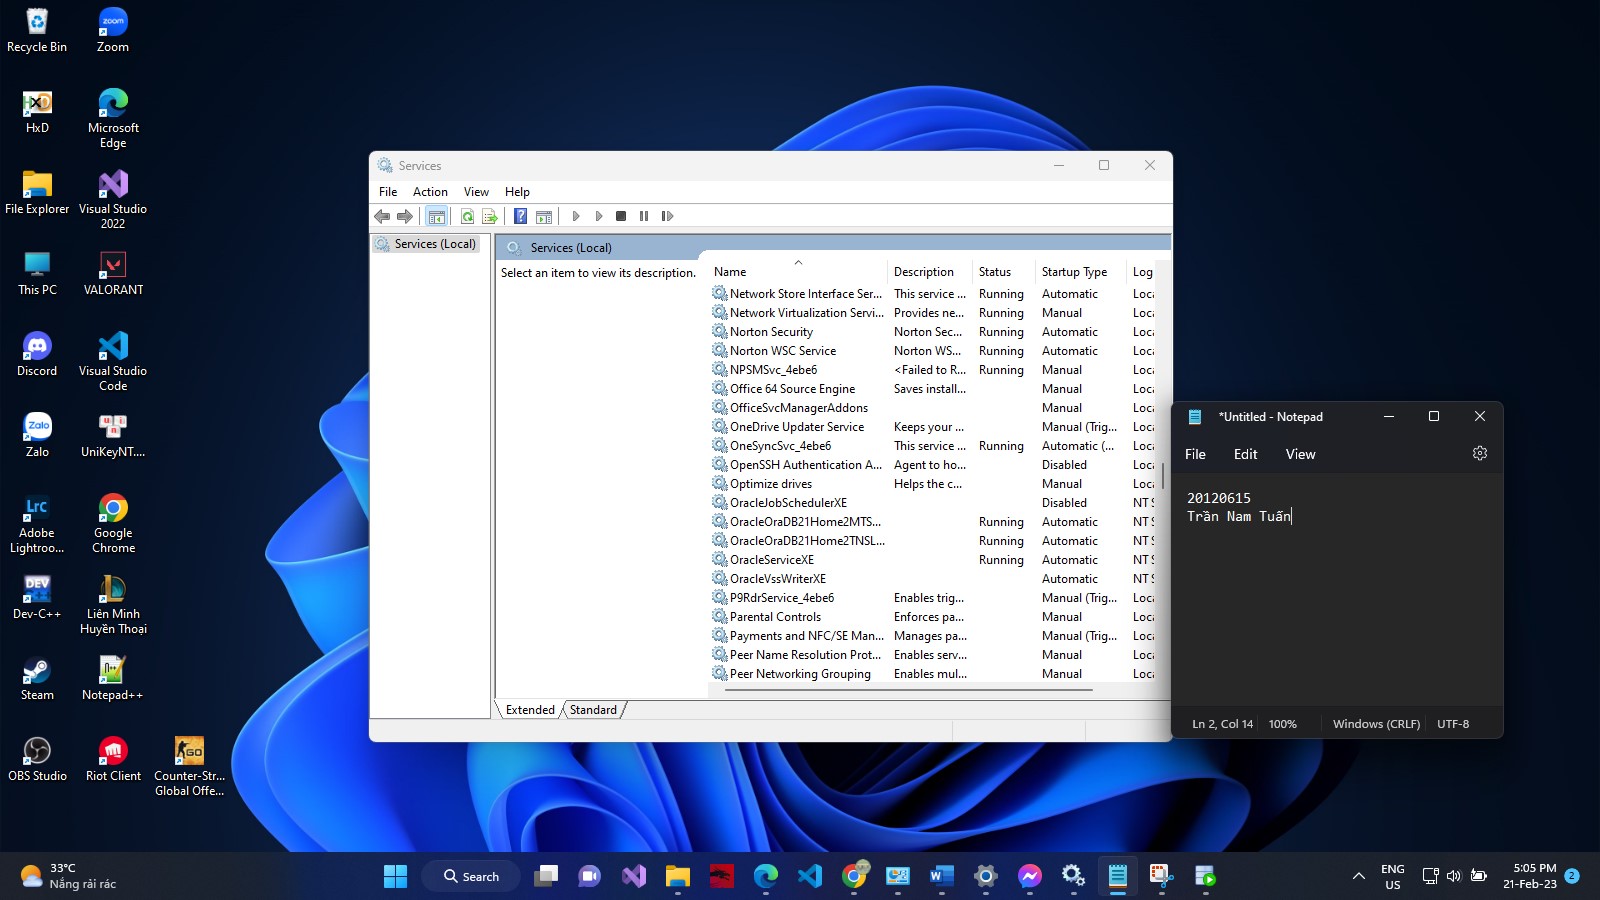 Recycle Bin
Zoom
HxD
Microsoft
Edge
File Explorer
Visual Studio
2022
This PC
VALORANT
Discord
Visual Studio
Code
Zalo
UniKeyNT....
Adobe
Lightroo...
Google
Chrome
Dev-C++
Liên Minh
Huyền Thoại
Steam
Notepad++
OBS Studio
Riot Client
Counter-Str...
Global Offe...
Services
File Action View Help
Services (Local)
Services (Local)
Select an item to view its description.
Name Description Status Startup Type Log
Network Store Interface Ser... This service ... Running Automatic Loc
Network Virtualization Servi... Provides ne... Running Manual Loc
Norton Security Norton Sec... Running Automatic Loc
Norton WSC Service Norton WS... Running Automatic Loc
NPSMSvc_4ebe6 <Failed to R... Running Manual Loc
Office 64 Source Engine Saves install... Manual Loc
OfficeSvcManagerAddons Manual Loc
OneDrive Updater Service Keeps your ... Manual (Trig... Loc
OneSyncSvc_4ebe6 This service ... Running Automatic (... Loc
OpenSSH Authentication A... Agent to ho... Disabled Loc
Optimize drives Helps the c... Manual Loc
OracleJobSchedulerXE Disabled NT S
OracleOraDB21Home2MTS... Running Automatic NT S
OracleOraDB21Home2TNSL... Running Automatic NT S
OracleServiceXE Running Automatic NT S
OracleVssWriterXE Automatic NT S
P9RdrService_4ebe6 Enables trig... Manual (Trig... Loc
Parental Controls Enforces pa... Manual Loc
Payments and NFC/SE Man... Manages pa... Manual (Trig... Loc
Peer Name Resolution Prot... Enables serv... Manual Loc
Peer Networking Grouping Enables mul... Manual Loc
Extended Standard
*Untitled - Notepad
File Edit View
20120615
Trần Nam Tuấn
Ln 2, Col 14 100% Windows (CRLF) UTF-8
33°C
Nắng rải rác
Search
ENG
US
5:05 PM
21-Feb-23
2